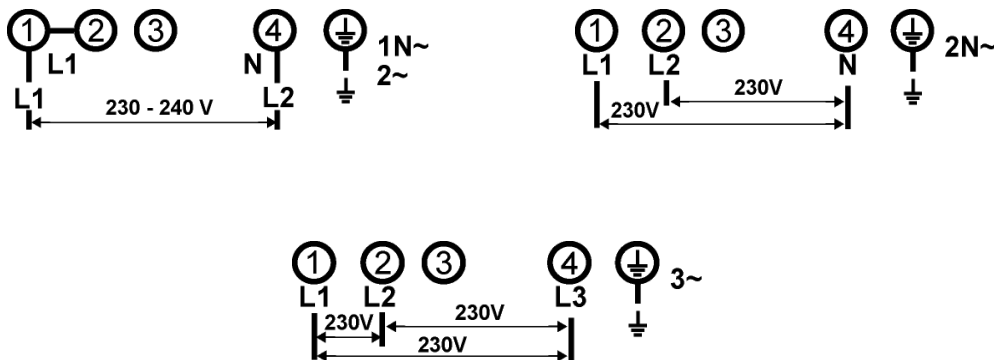 1 2 3 4 1N~
L1 N 2~
L1 230 - 240 V L2
1 2 3 4 2N~
L1 L2 N
230V
230V
1 2 3 4 3~
L1 L2 L3
230V 230V
230V